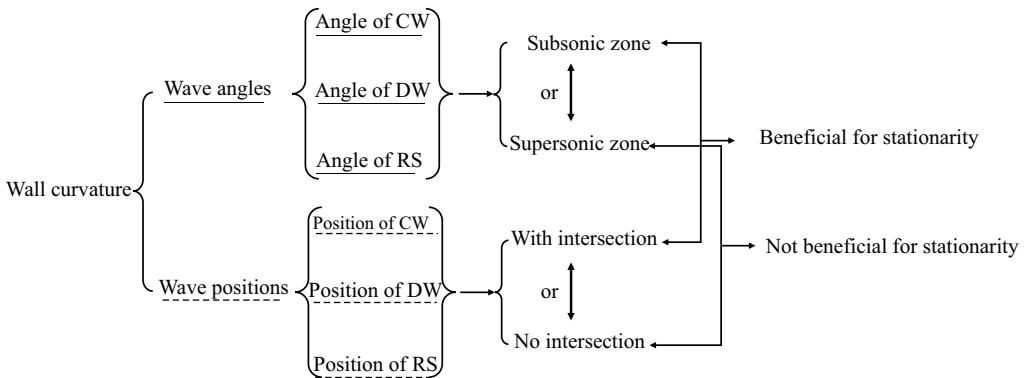 Wall curvature
Wave angles
Angle of CW
Angle of DW
Angle of RS
Subsonic zone
or
Supersonic zone
Beneficial for stationarity
Wave positions
Position of CW
Position of DW
Position of RS
With intersection
or
No intersection
Not beneficial for stationarity